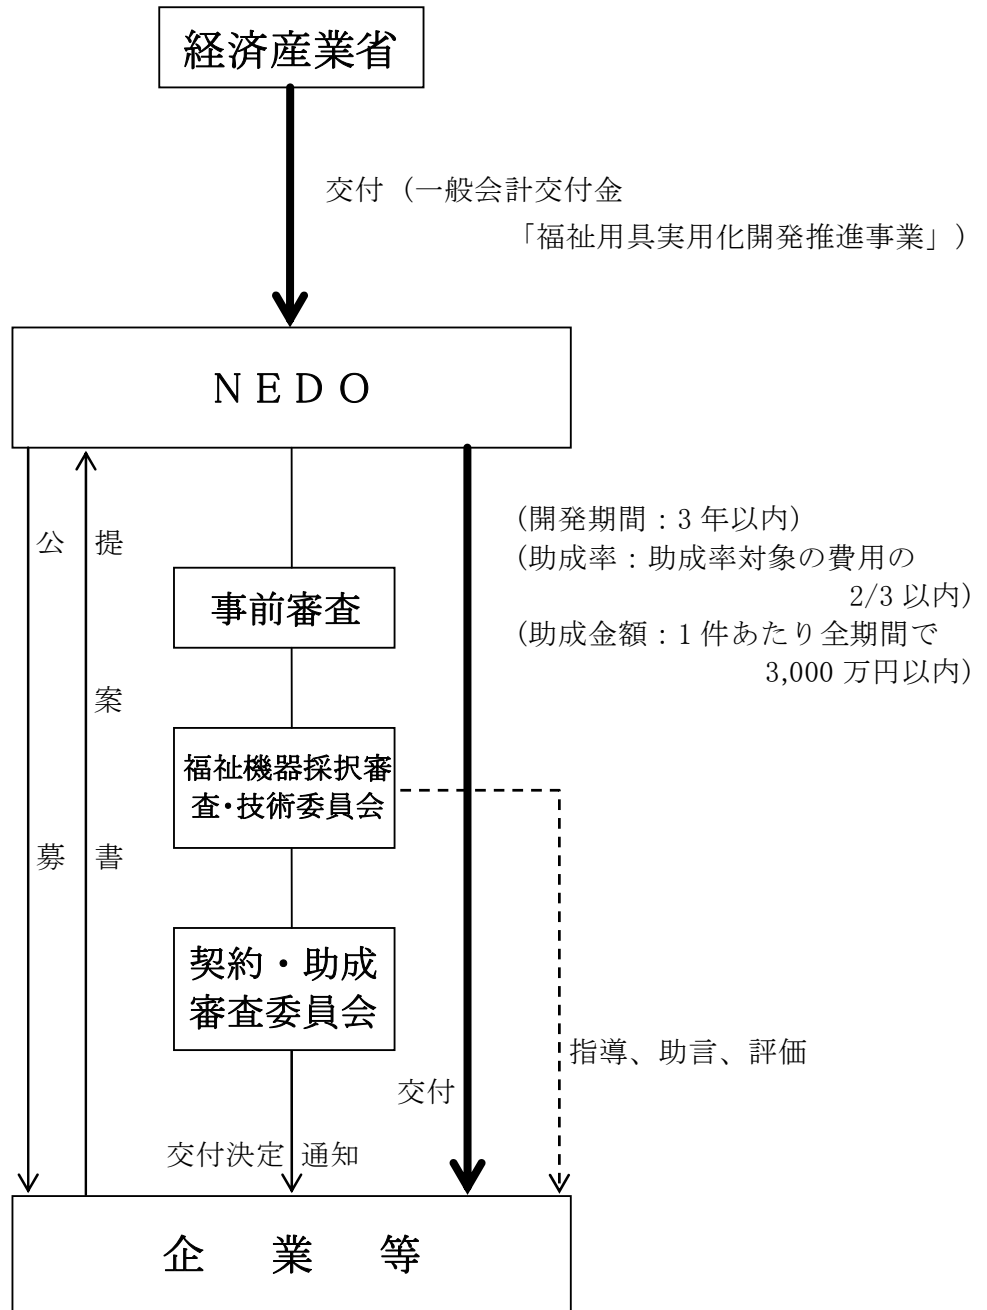 経済産業省
交付（一般会計交付金
「福祉用具実用化開発推進事業」）
ＮＥＤＯ
公募
提案書
(開発期間：3 年以内)
(助成率：助成率対象の費用の
2/3 以内)
(助成金額：1 件あたり全期間で
3,000 万円以内)
事前審査
福祉機器採択審
査・技術委員会
契約・助成
審査委員会
指導、助言、評価
交付
交付決定 通知
企　業　等